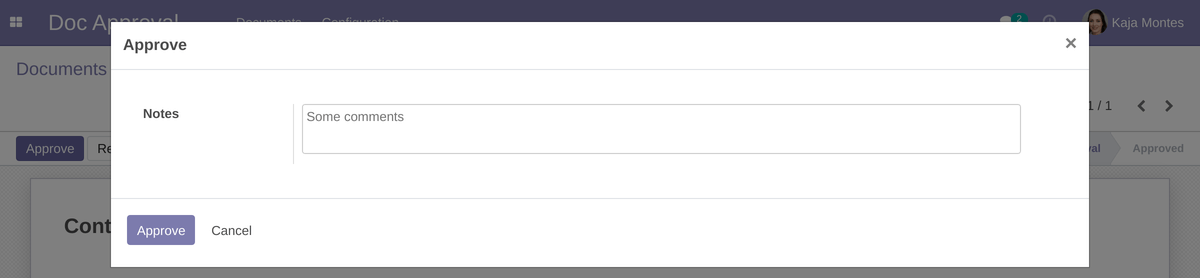 Doc Approval Documents Configuration 2 Kaja Montes
Approve ×
Documents
1 / 1
Notes
Some comments
Approve Re val Approved
Cont
Approve Cancel